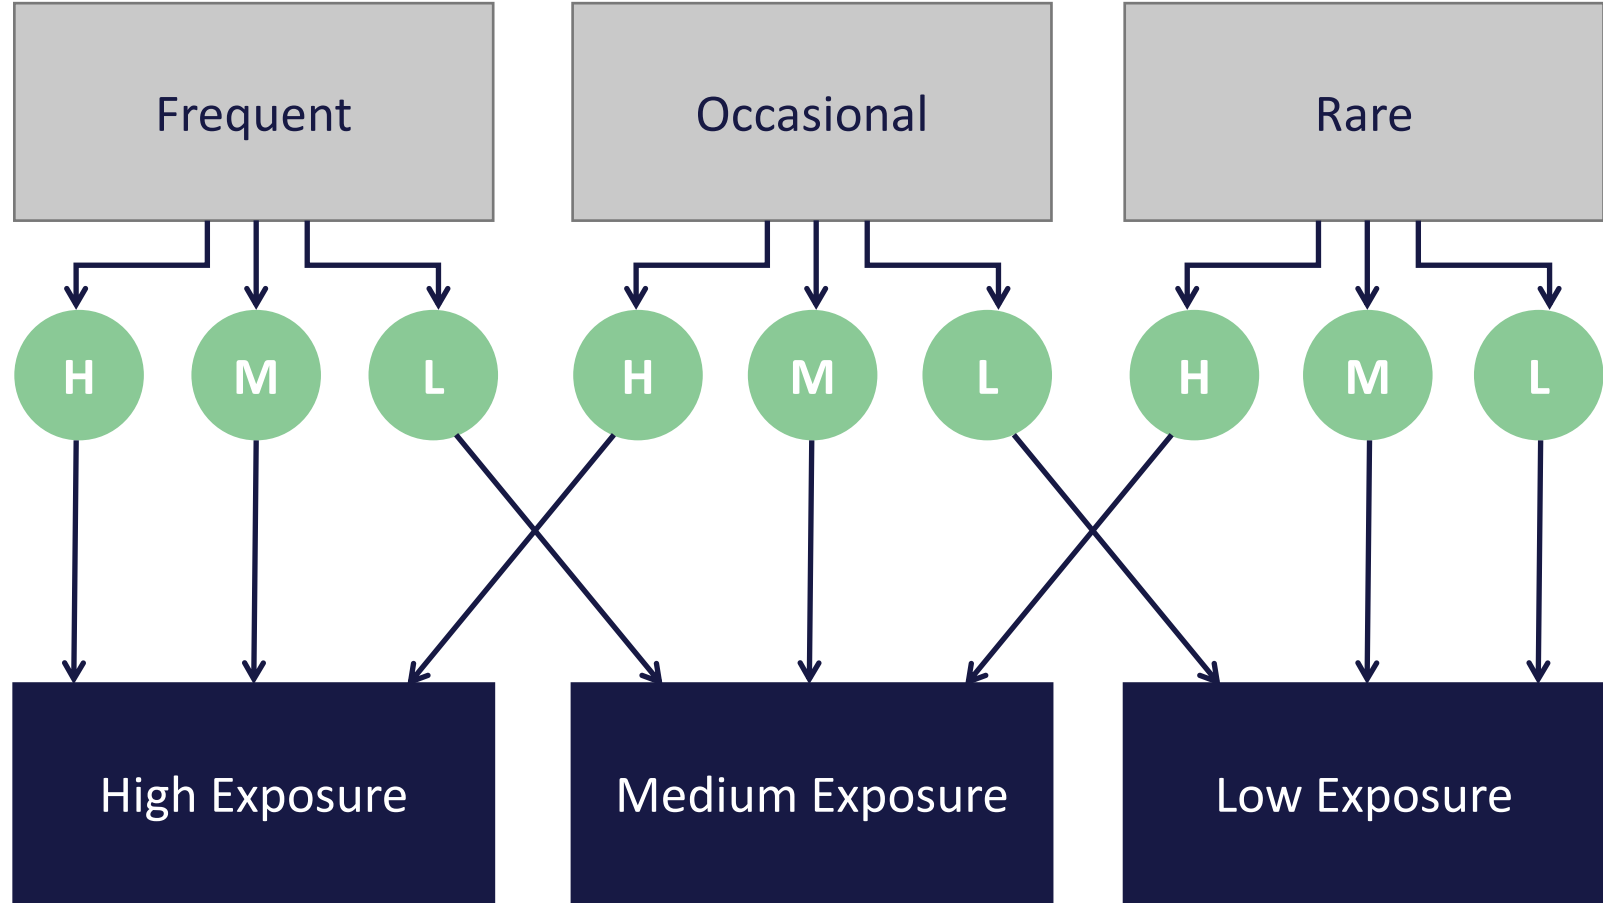 Frequent
Occasional
Rare
H
M
L
H
M
L
H
M
L
High Exposure
Medium Exposure
Low Exposure